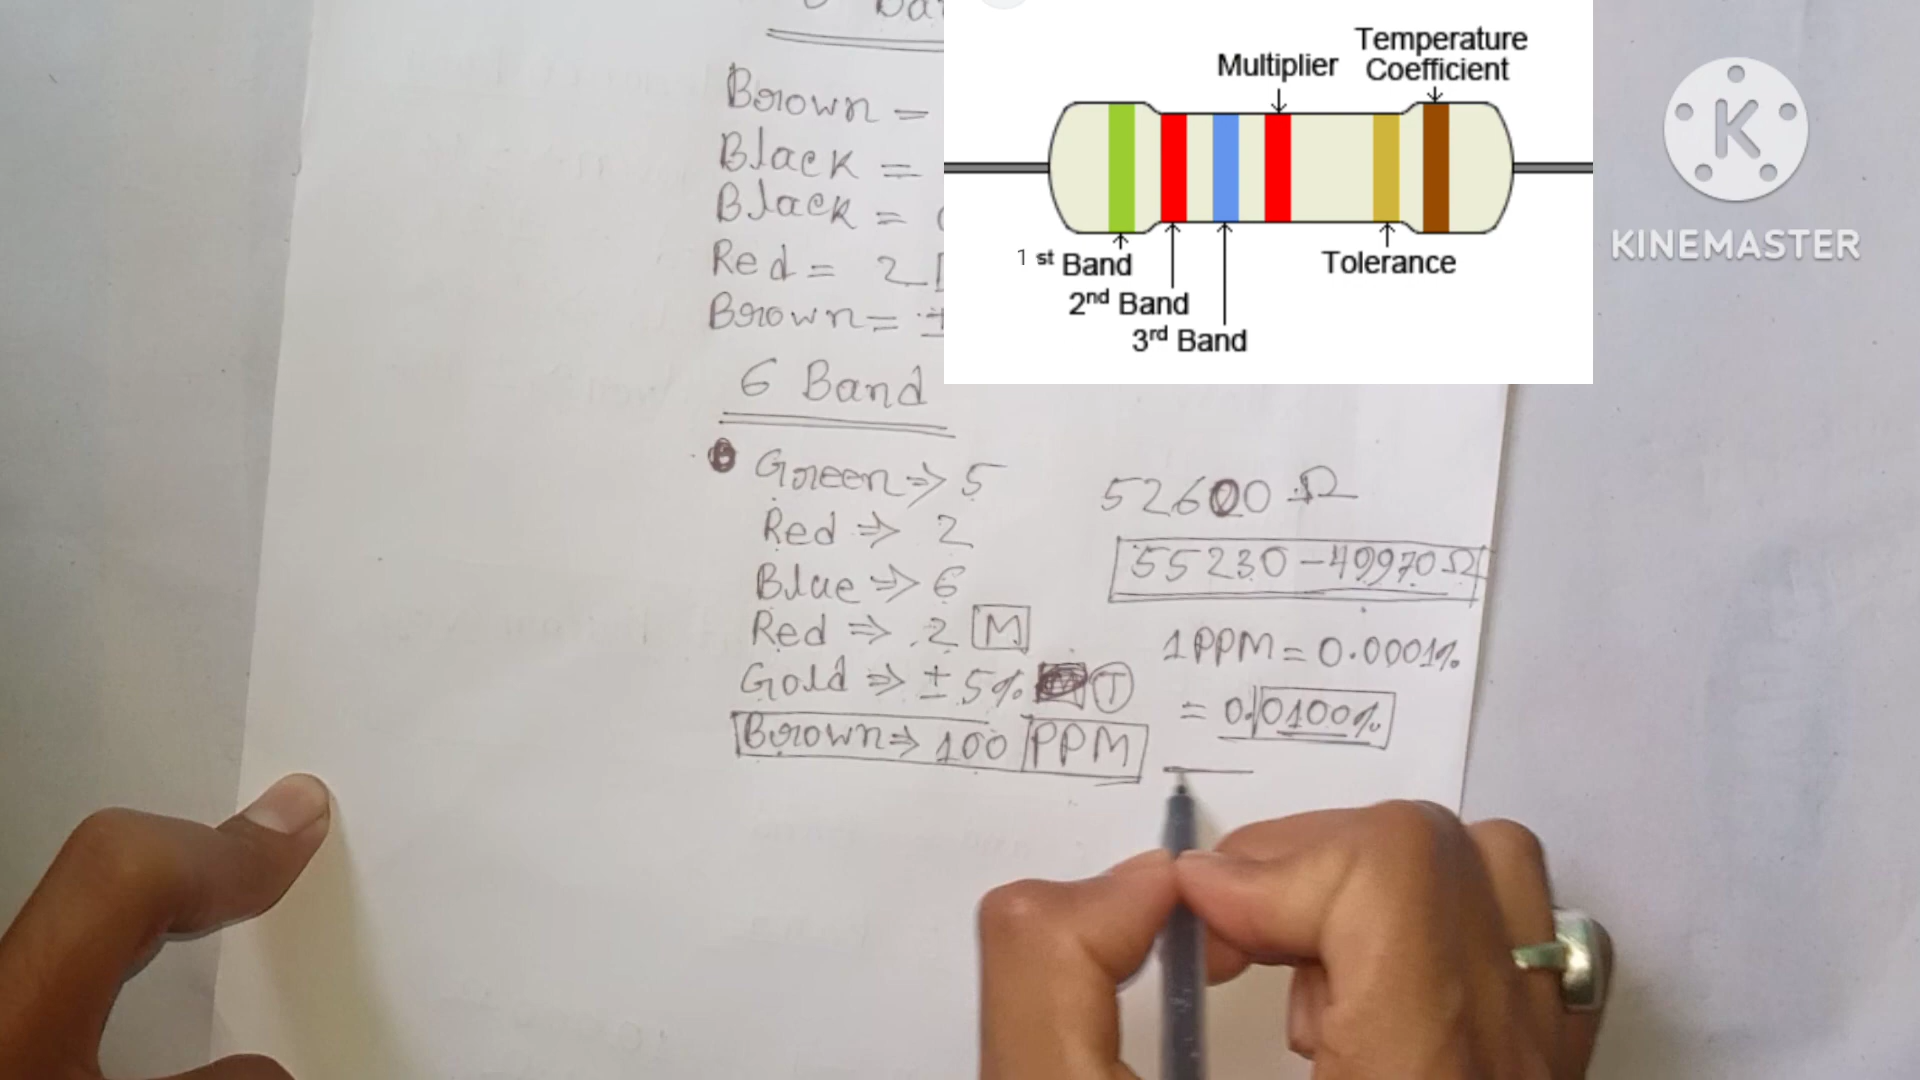 Temperature
Multiplier Coefficient
1 st Band
Tolerance
2nd Band
3rd Band
K
KINEMASTER
Brown =
Black =
Black =
Red = 2
Brown = ±
6 Band
Green ⇒ 5
Red ⇒ 2
Blue ⇒ 6
Red ⇒ 2 M
Gold ⇒ ± 5% T
Brown ⇒ 100 PPM
52600 Ω
55230 – 49970 Ω
1 PPM = 0.0001%
= 0.0100%